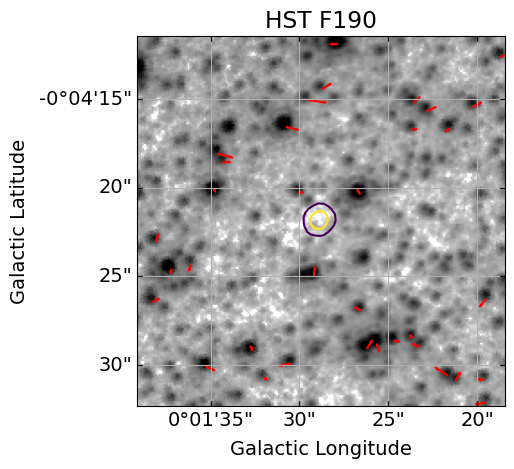 HST F190
Galactic Latitude
-0°04'15"
20"
25"
30"
0°01'35" 30" 25" 20"
Galactic Longitude